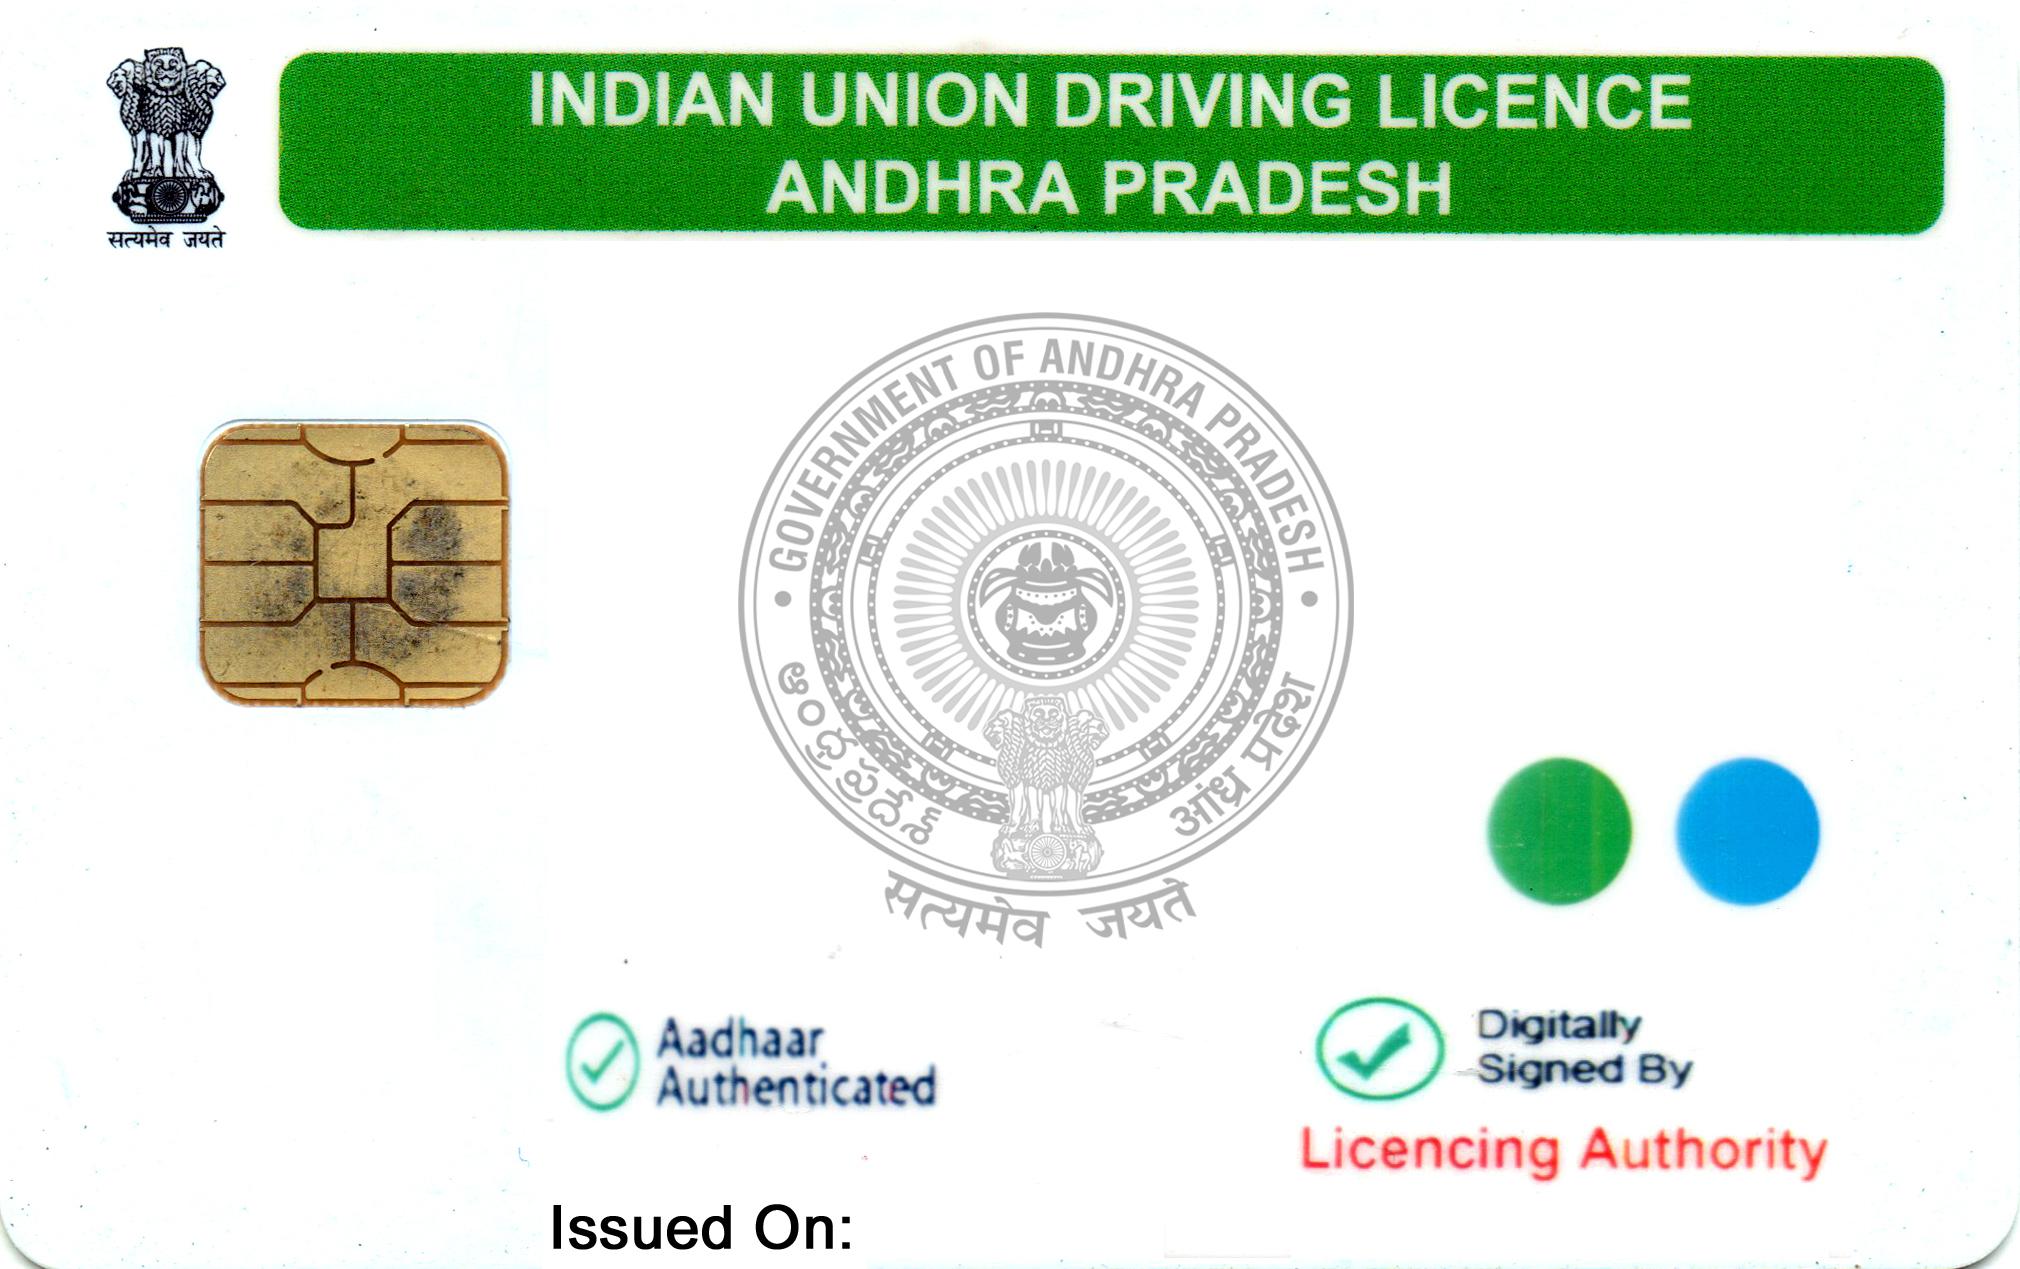 INDIAN UNION DRIVING LICENCE
ANDHRA PRADESH
सत्यमेव जयते
GOVERNMENT OF ANDHRA PRADESH
ఆంధ్రప్రదేశ్
आंध्र प्रदेश
सत्यमेव जयते
Aadhaar
Authenticated
Digitally
Signed By
Licencing Authority
Issued On: